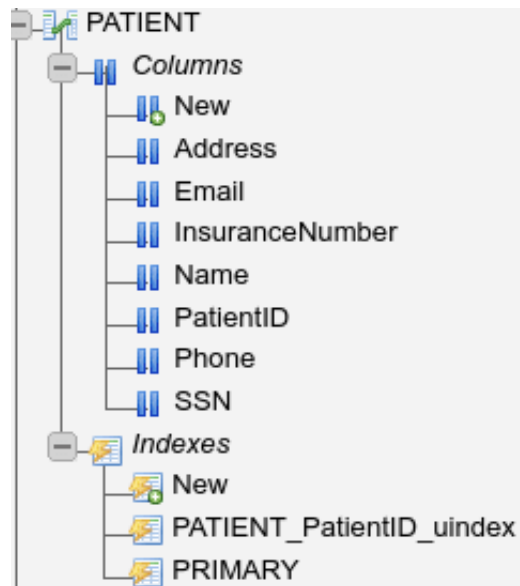 PATIENT
Columns
New
Address
Email
InsuranceNumber
Name
PatientID
Phone
SSN
Indexes
New
PATIENT_PatientID_uindex
PRIMARY